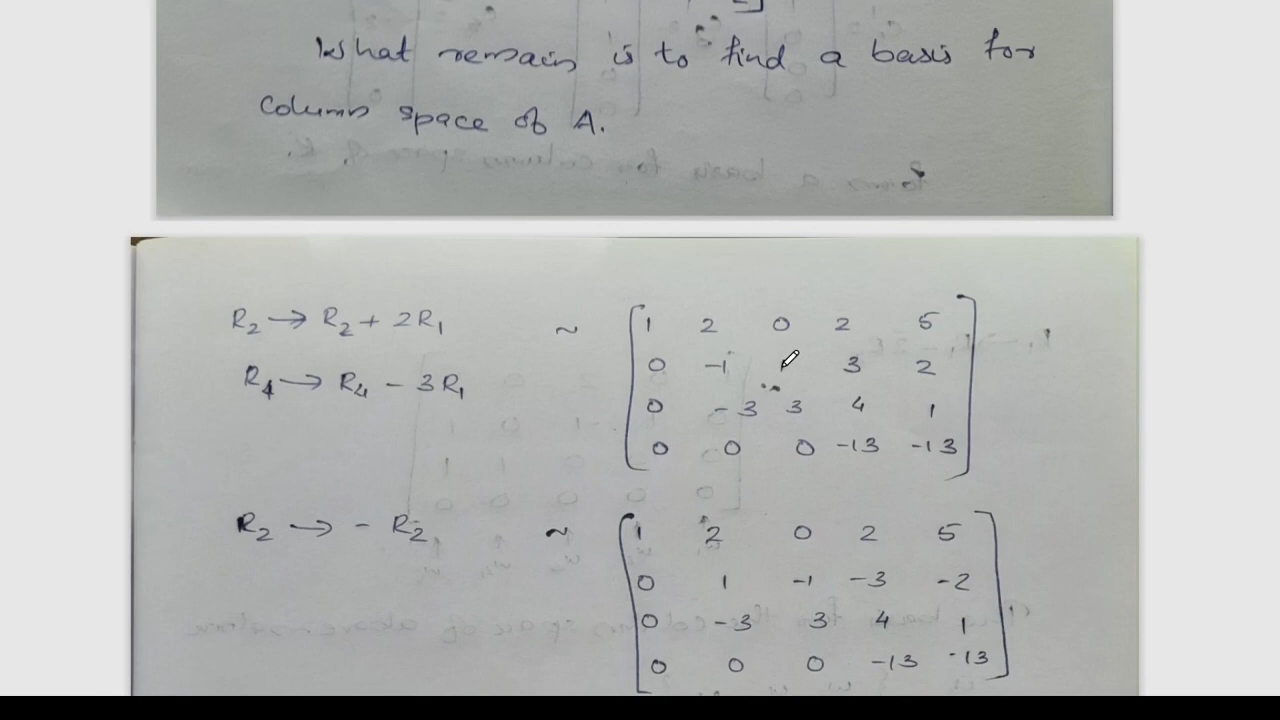 What remain is to find a basis for
column space of A.
R2 → R2 + 2R1 ~ 1 2 0 2 5
R4 → R4 - 3R1 0 -1 3 2
0 -3 3 4 1
0 0 0 -13 -13
R2 → - R2 ~ 1 2 0 2 5
0 1 -1 -3 -2
0 -3 3 4 1
0 0 0 -13 -13